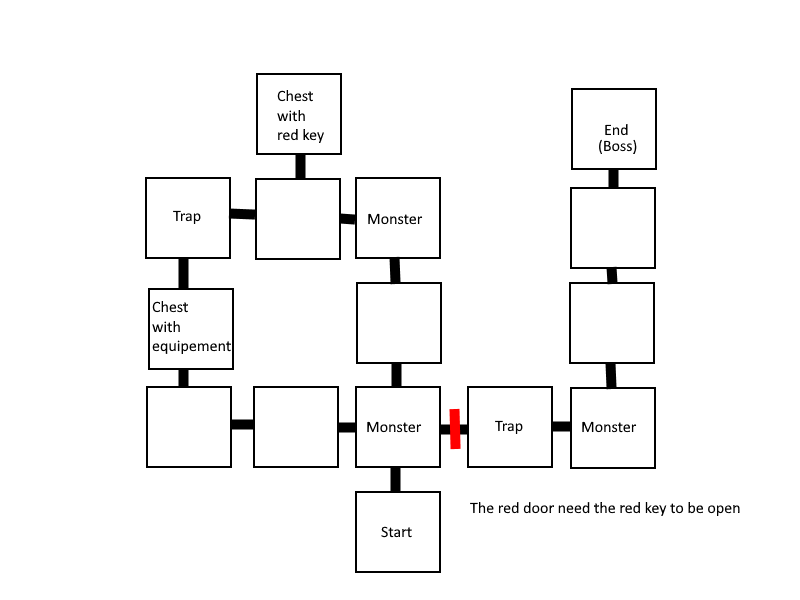 Chest
with
red key
End
(Boss)
Trap
Monster
Chest
with
equipement
Monster
Trap
Monster
The red door need the red key to be open
Start